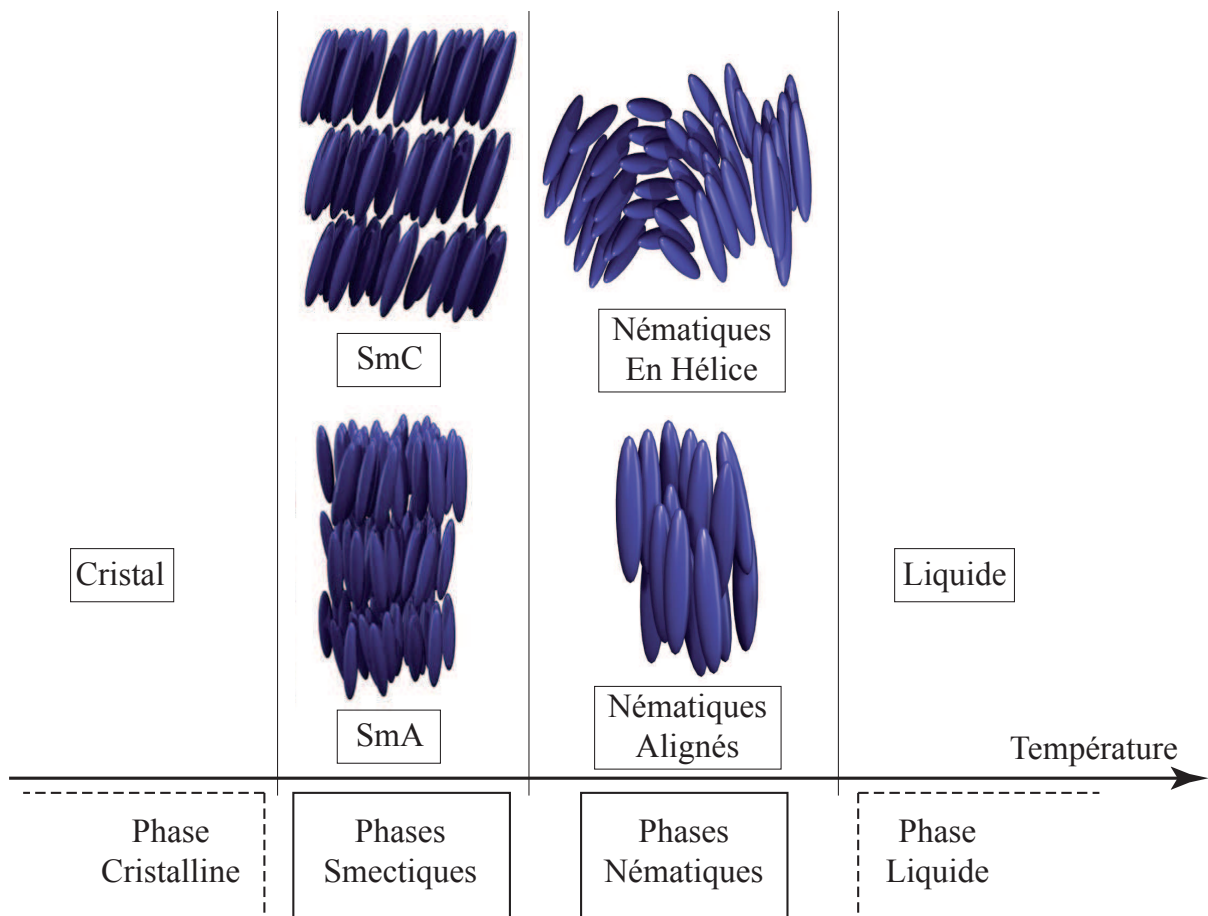 SmC
Nématiques
En Hélice
Cristal
Liquide
SmA
Nématiques
Alignés
Température
Phase
Cristalline
Phases
Smectiques
Phases
Nématiques
Phase
Liquide